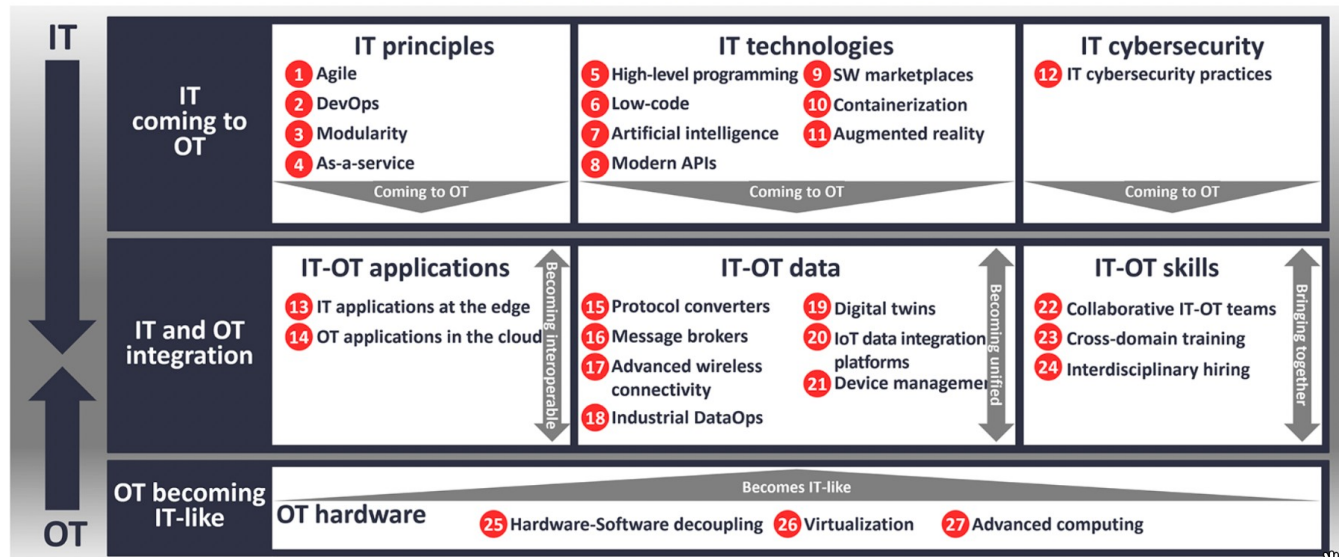 IT
IT
coming to
OT
IT principles
1 Agile
2 DevOps
3 Modularity
4 As-a-service
Coming to OT
IT technologies
5 High-level programming
6 Low-code
7 Artificial intelligence
8 Modern APIs
9 SW marketplaces
10 Containerization
11 Augmented reality
Coming to OT
IT cybersecurity
12 IT cybersecurity practices
Coming to OT
IT and OT
integration
IT-OT applications
13 IT applications at the edge
14 OT applications in the cloud
Becoming interoperable
IT-OT data
15 Protocol converters
16 Message brokers
17 Advanced wireless
connectivity
18 Industrial DataOps
19 Digital twins
20 IoT data integration
platforms
21 Device management
Becoming unified
IT-OT skills
22 Collaborative IT-OT teams
23 Cross-domain training
24 Interdisciplinary hiring
Bringing together
OT
OT becoming
IT-like
Becomes IT-like
OT hardware
25 Hardware-Software decoupling
26 Virtualization
27 Advanced computing